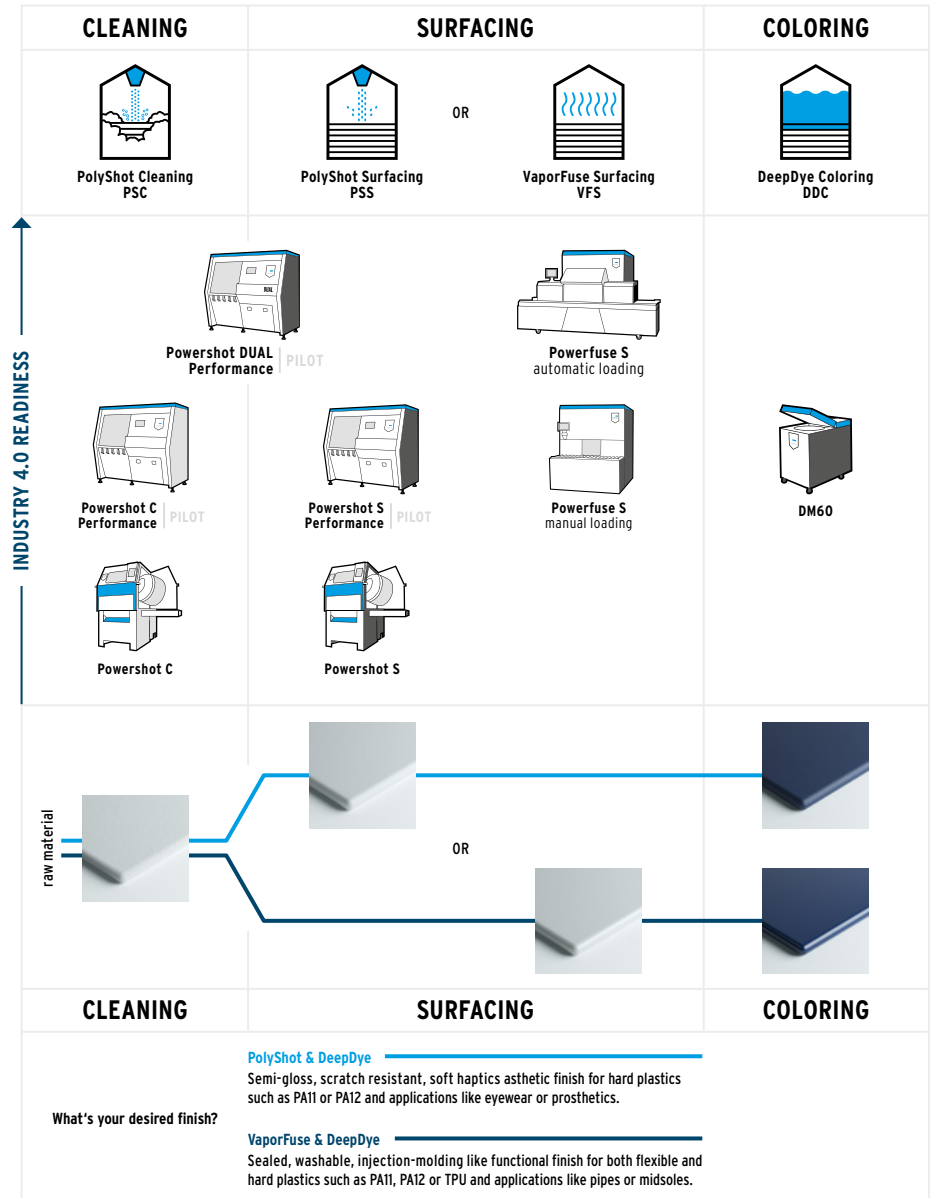 CLEANING
SURFACING
COLORING
OR
PolyShot Cleaning
PSC
PolyShot Surfacing
PSS
VaporFuse Surfacing
VFS
DeepDye Coloring
DDC
INDUSTRY 4.0 READINESS
DUAL
Powershot DUAL
Performance
PILOT
Powerfuse S
automatic loading
Powershot C
Performance
PILOT
Powershot S
Performance
PILOT
Powerfuse S
manual loading
DM60
Powershot C
Powershot S
raw material
OR
CLEANING
SURFACING
COLORING
What's your desired finish?
PolyShot & DeepDye
Semi-gloss, scratch resistant, soft haptics asthetic finish for hard plastics
such as PA11 or PA12 and applications like eyewear or prosthetics.
VaporFuse & DeepDye
Sealed, washable, injection-molding like functional finish for both flexible and
hard plastics such as PA11, PA12 or TPU and applications like pipes or midsoles.